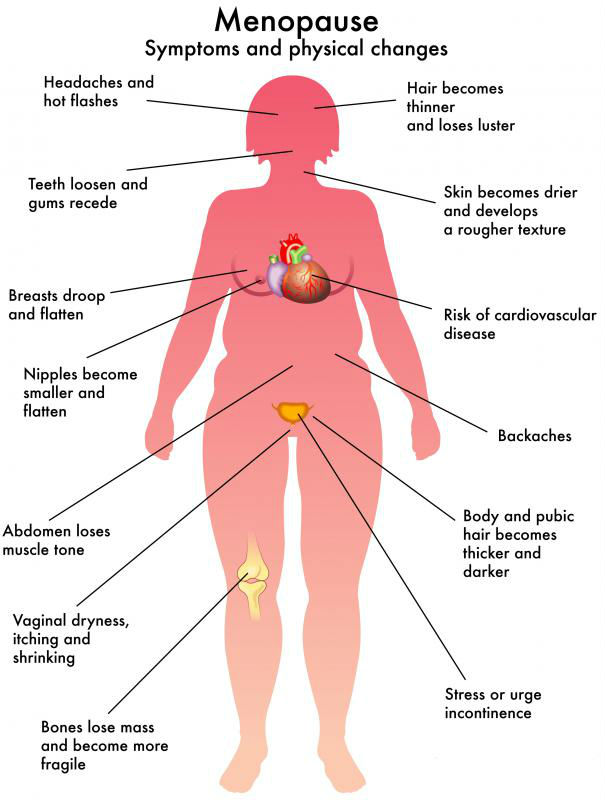 Menopause
Symptoms and physical changes
Headaches and
hot flashes
Hair becomes
thinner
and loses luster
Teeth loosen and
gums recede
Skin becomes drier
and develops
a rougher texture
Breasts droop
and flatten
Risk of cardiovascular
disease
Nipples become
smaller and
flatten
Backaches
Abdomen loses
muscle tone
Body and pubic
hair becomes
thicker and
darker
Vaginal dryness,
itching and
shrinking
Stress or urge
incontinence
Bones lose mass
and become more
fragile